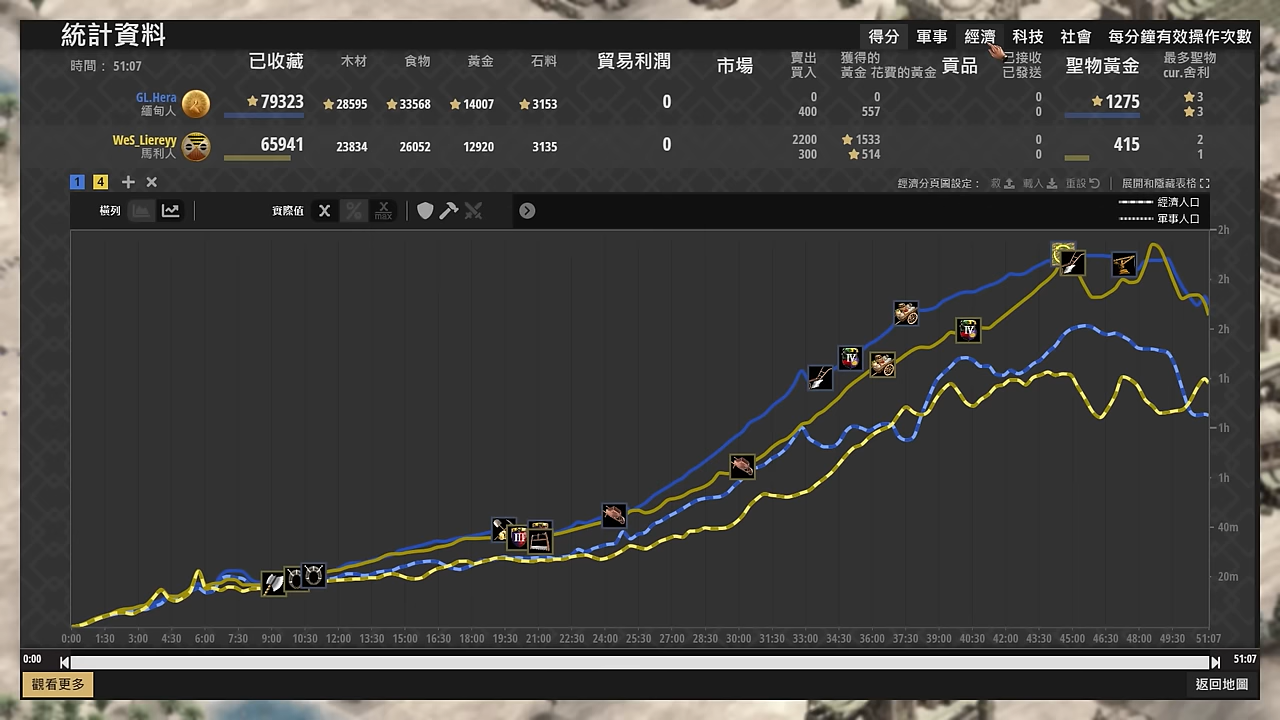 統計資料
得分 軍事 經濟 科技 社會 每分鐘有效操作次數
時間： 51:07
已收藏 木材 食物 黃金 石料 貿易利潤 市場 賣出 買入 獲得的黃金 花費的黃金 貢品 已接收 已發送 聖物黃金 最多聖物 cur.舍利
GL.Hera 79323 28595 33568 14007 3153 0 0 0 0 1275 3
緬甸人 400 557 0 3
WeS_Liereyy 65941 23834 26052 12920 3135 0 2200 1533 0 415 2
馬利人 300 514 0 1
1 4
經濟分頁圖設定： 載入 重設 展開和隱藏表格
橫列 實際值 X % X max
經濟人口
軍事人口
2h
2h
2h
1h
1h
1h
40m
20m
IV
IV
III
0:00 1:30 3:00 4:30 6:00 7:30 9:00 10:30 12:00 13:30 15:00 16:30 18:00 19:30 21:00 22:30 24:00 25:30 27:00 28:30 30:00 31:30 33:00 34:30 36:00 37:30 39:00 40:30 42:00 43:30 45:00 46:30 48:00 49:30 51:07
0:00 51:07
觀看更多 返回地圖